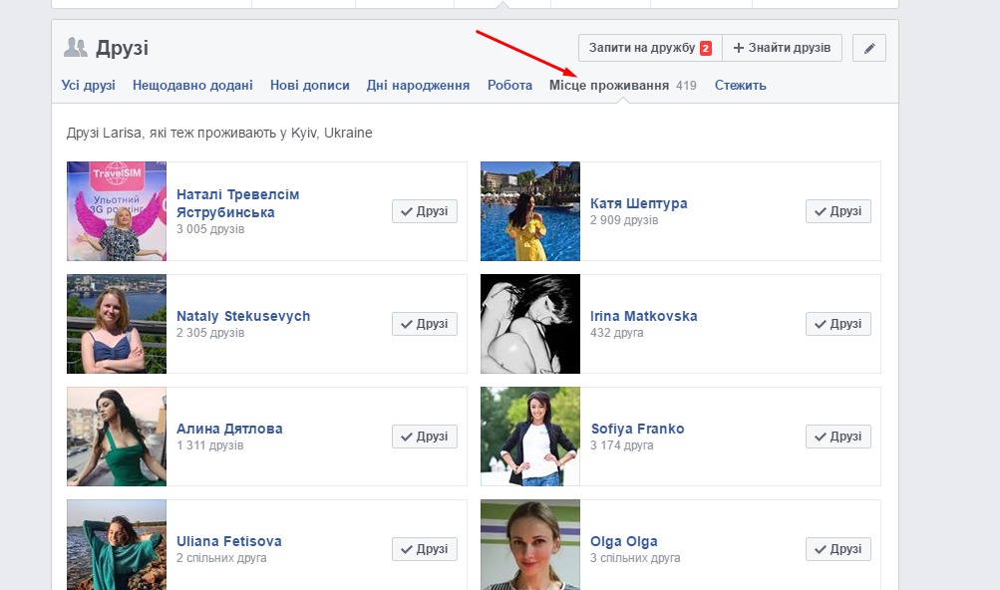 Друзі
Запити на дружбу 2
+ Знайти друзів
Усі друзі Нещодавно додані Нові дописи Дні народження Робота Місце проживання 419 Стежить
Друзі Larisa, які теж проживають у Kyiv, Ukraine
TravelSIM
Ульотний
3G
Наталі Тревелсім
Яструбинська
3 005 друзів
Друзі
Катя Шептура
2 909 друзів
Друзі
Nataly Stekusevych
2 305 друзів
Друзі
Irina Matkovska
432 друга
Друзі
Алина Дятлова
1 311 друзів
Друзі
Sofiya Franko
3 174 друга
Друзі
Uliana Fetisova
2 спільних друга
Друзі
Olga Olga
3 спільних друга
Друзі